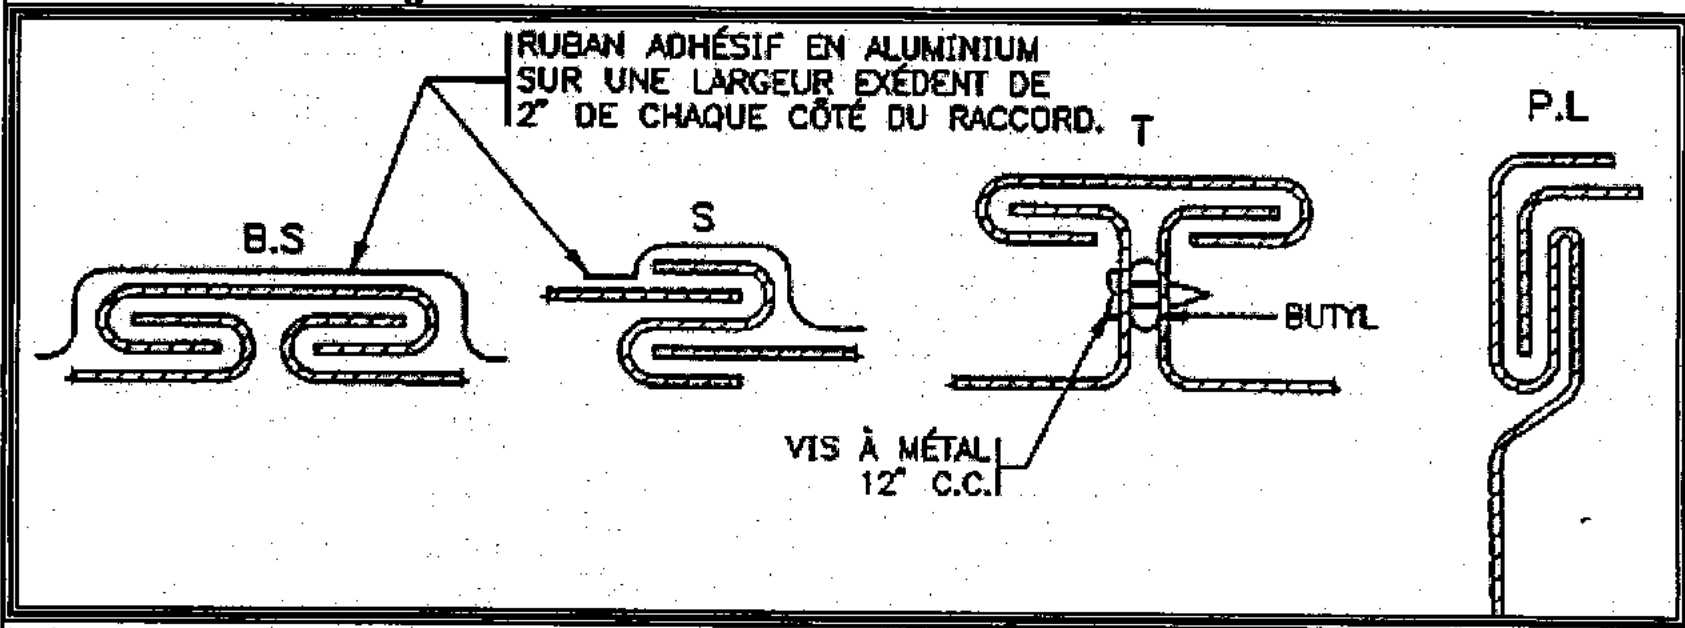 RUBAN ADHÉSIF EN ALUMINIUM
SUR UNE LARGEUR EXÉDENT DE
2" DE CHAQUE CÔTÉ DU RACCORD.
B.S
S
T
P.L
BUTYL
VIS À MÉTAL
12" C.C.